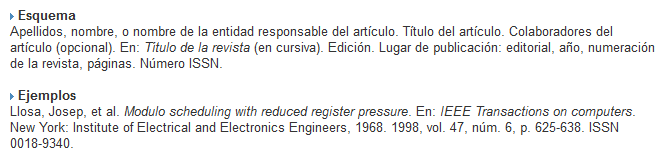 Esquema
Apellidos, nombre, o nombre de la entidad responsable del artículo. Título del artículo. Colaboradores del
artículo (opcional). En: Titulo de la revista (en cursiva). Edición. Lugar de publicación: editorial, año, numeración
de la revista, páginas. Número ISSN.
Ejemplos
Llosa, Josep, et al. Modulo scheduling with reduced register pressure. En: IEEE Transactions on computers.
New York: Institute of Electrical and Electronics Engineers, 1968. 1998, vol. 47, núm. 6, p. 625-638. ISSN
0018-9340.